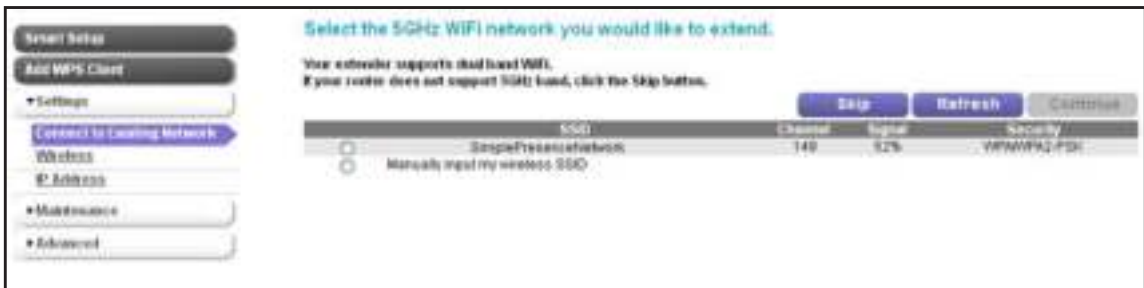 Smart Setup
Add WPS Client
▼Settings
Connect to Existing Network
Wireless
IP Address
▶Maintenance
▶Advanced
Select the 5GHz WiFi network you would like to extend.
Your extender supports dual band WiFi.
If your router does not support 5GHz band, click the Skip button.
Skip Refresh Continue
SSID Channel Signal Security
SimplePresenceNetwork 149 92% WPA/WPA2-PSK
Manually input my wireless SSID